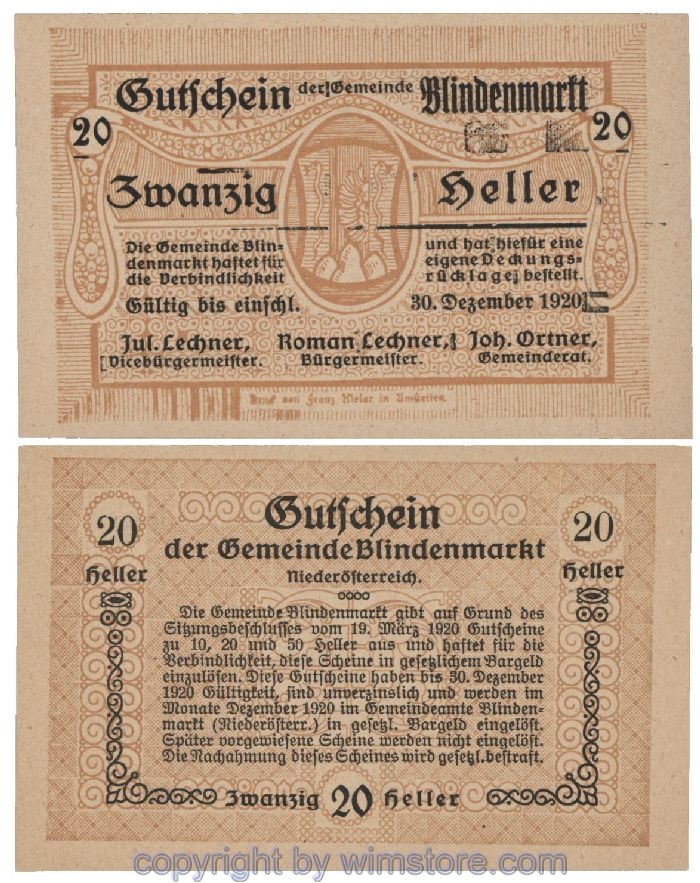 Gutschein der Gemeinde Blindenmarkt
20 20
Zwanzig Heller
Die Gemeinde Blin-
denmarkt haftet für
die Verbindlichkeit
und hat hiefür eine
eigene Deckungs-
rücklage bestellt.
Gültig bis einschl. 30. Dezember 1920
Jul. Lechner, Roman Lechner, Joh. Ortner,
Vicebürgermeister. Bürgermeister. Gemeinderat.
Druck von Franz Meier in Amstetten.
Gutschein
20 20
der Gemeinde Blindenmarkt
Heller Heller
Niederösterreich.
Die Gemeinde Blindenmarkt gibt auf Grund des
Sitzungsbeschlusses vom 19. März 1920 Gutscheine
zu 10, 20 und 50 Heller aus und haftet für die
Verbindlichkeit, diese Scheine in gesetzlichem Bargeld
einzulösen. Diese Gutscheine haben bis 30. Dezember
1920 Gültigkeit, sind unverzinslich und werden im
Monate Dezember 1920 im Gemeindeamte Blinden-
markt (Niederösterr.) in gesetzl. Bargeld eingelöst.
Später vorgewiesene Scheine werden nicht eingelöst.
Die Nachahmung dieses Scheines wird gesetzl. bestraft.
Zwanzig 20 Heller
copyright by wimstore.com